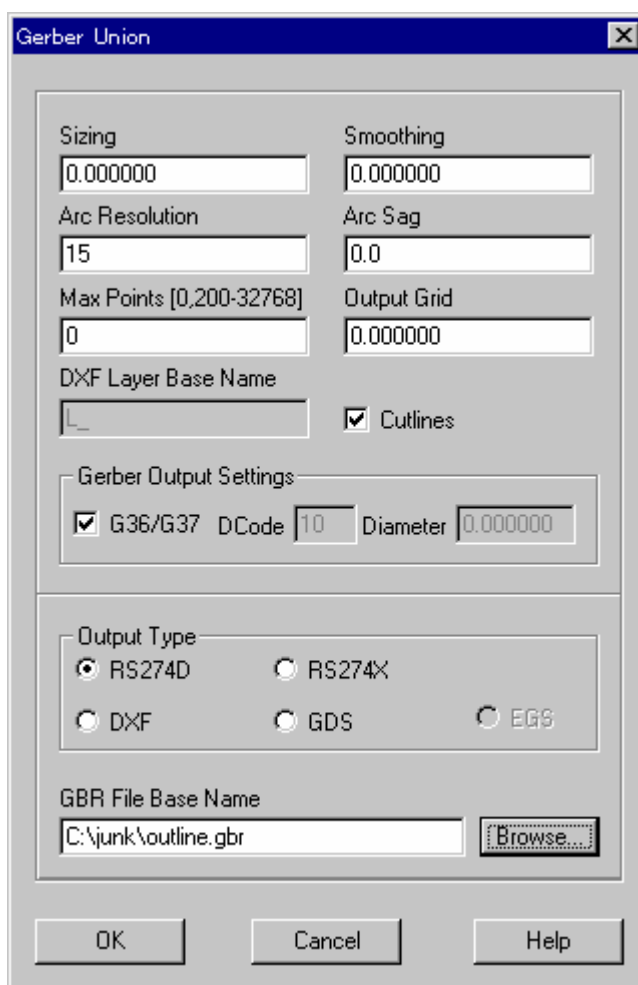 Gerber Union
Sizing Smoothing
0.000000 0.000000
Arc Resolution Arc Sag
15 0.0
Max Points [0,200-32768] Output Grid
0 0.000000
DXF Layer Base Name
L_ Cutlines
Gerber Output Settings
G36/G37 DCode 10 Diameter 0.000000
Output Type
RS274D RS274X
DXF GDS EGS
GBR File Base Name
C:\junk\outline.gbr Browse...
OK Cancel Help